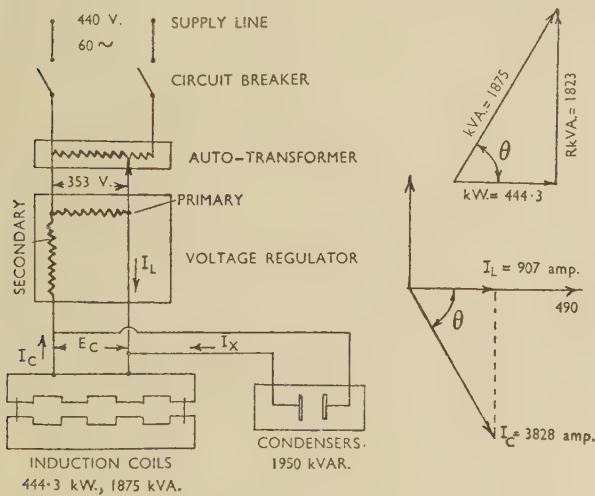 440 V.
60 ~
SUPPLY LINE
CIRCUIT BREAKER
AUTO-TRANSFORMER
353 V.
PRIMARY
SECONDARY
VOLTAGE REGULATOR
I_L
I_C
E_C
I_X
INDUCTION COILS
444·3 KW., 1875 kVA.
CONDENSERS.
1950 kVAR.
kVA.= 1875
RkVA.= 1823
θ
kW.= 444·3
I_L = 907 amp.
490
θ
I_C = 3828 amp.